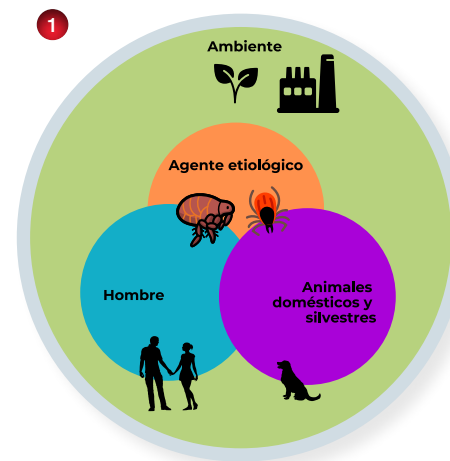 1
Ambiente
Agente etiológico
Hombre
Animales
domésticos y
silvestres